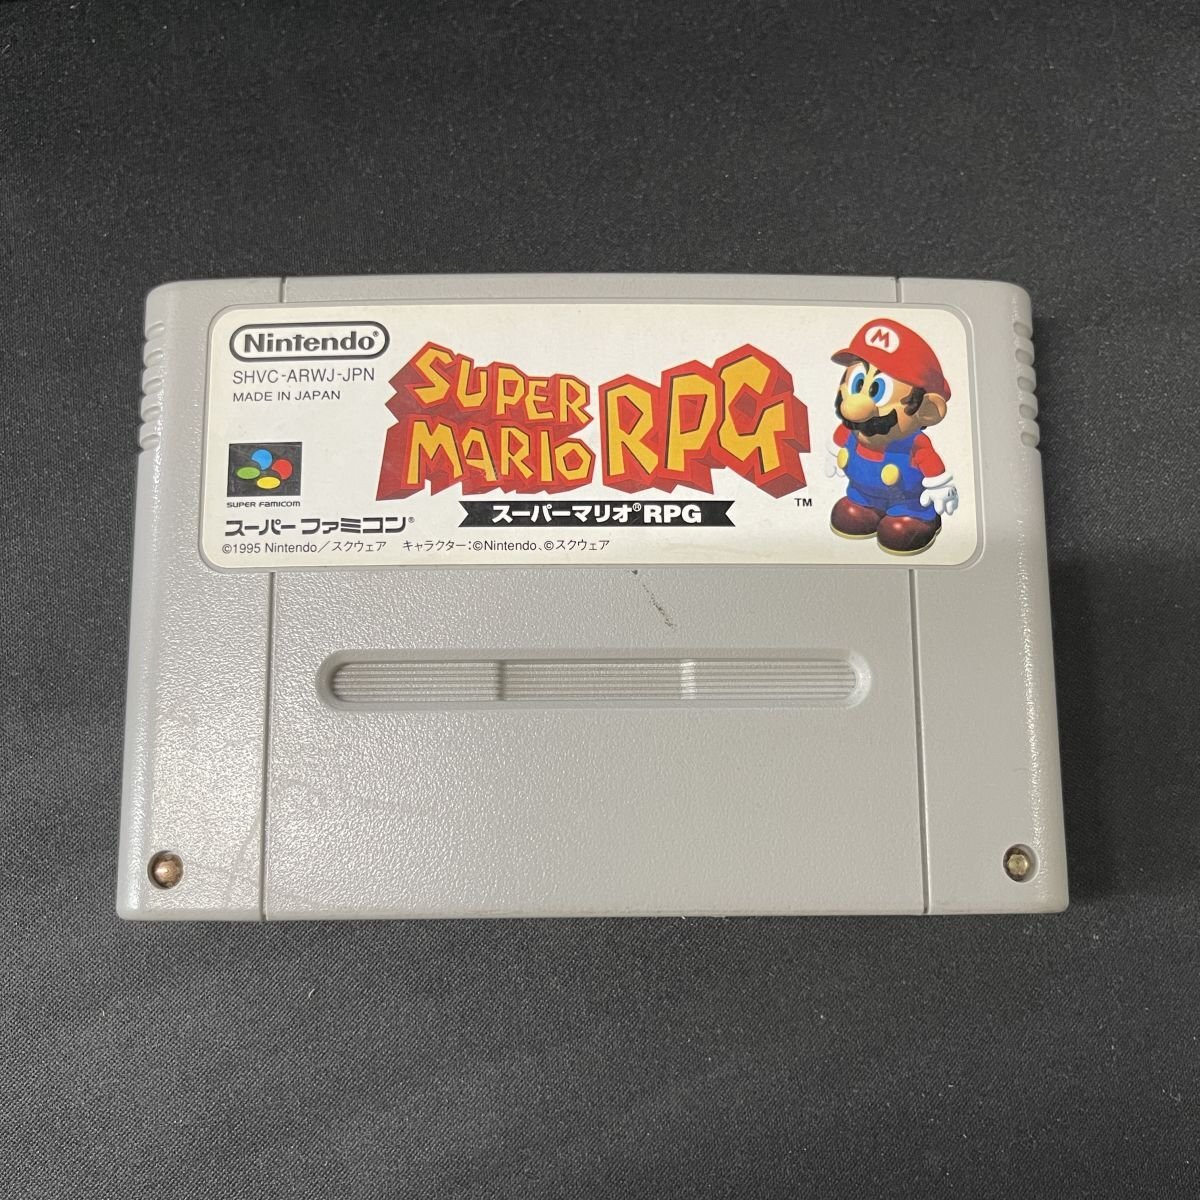 Nintendo®
SHVC-ARWJ-JPN
MADE IN JAPAN
SUPER FAMICOM
スーパーファミコン®
SUPER
MARIO RPG
TM
スーパーマリオ®RPG
©1995 Nintendo／スクウェア キャラクター：©Nintendo、©スクウェア
M